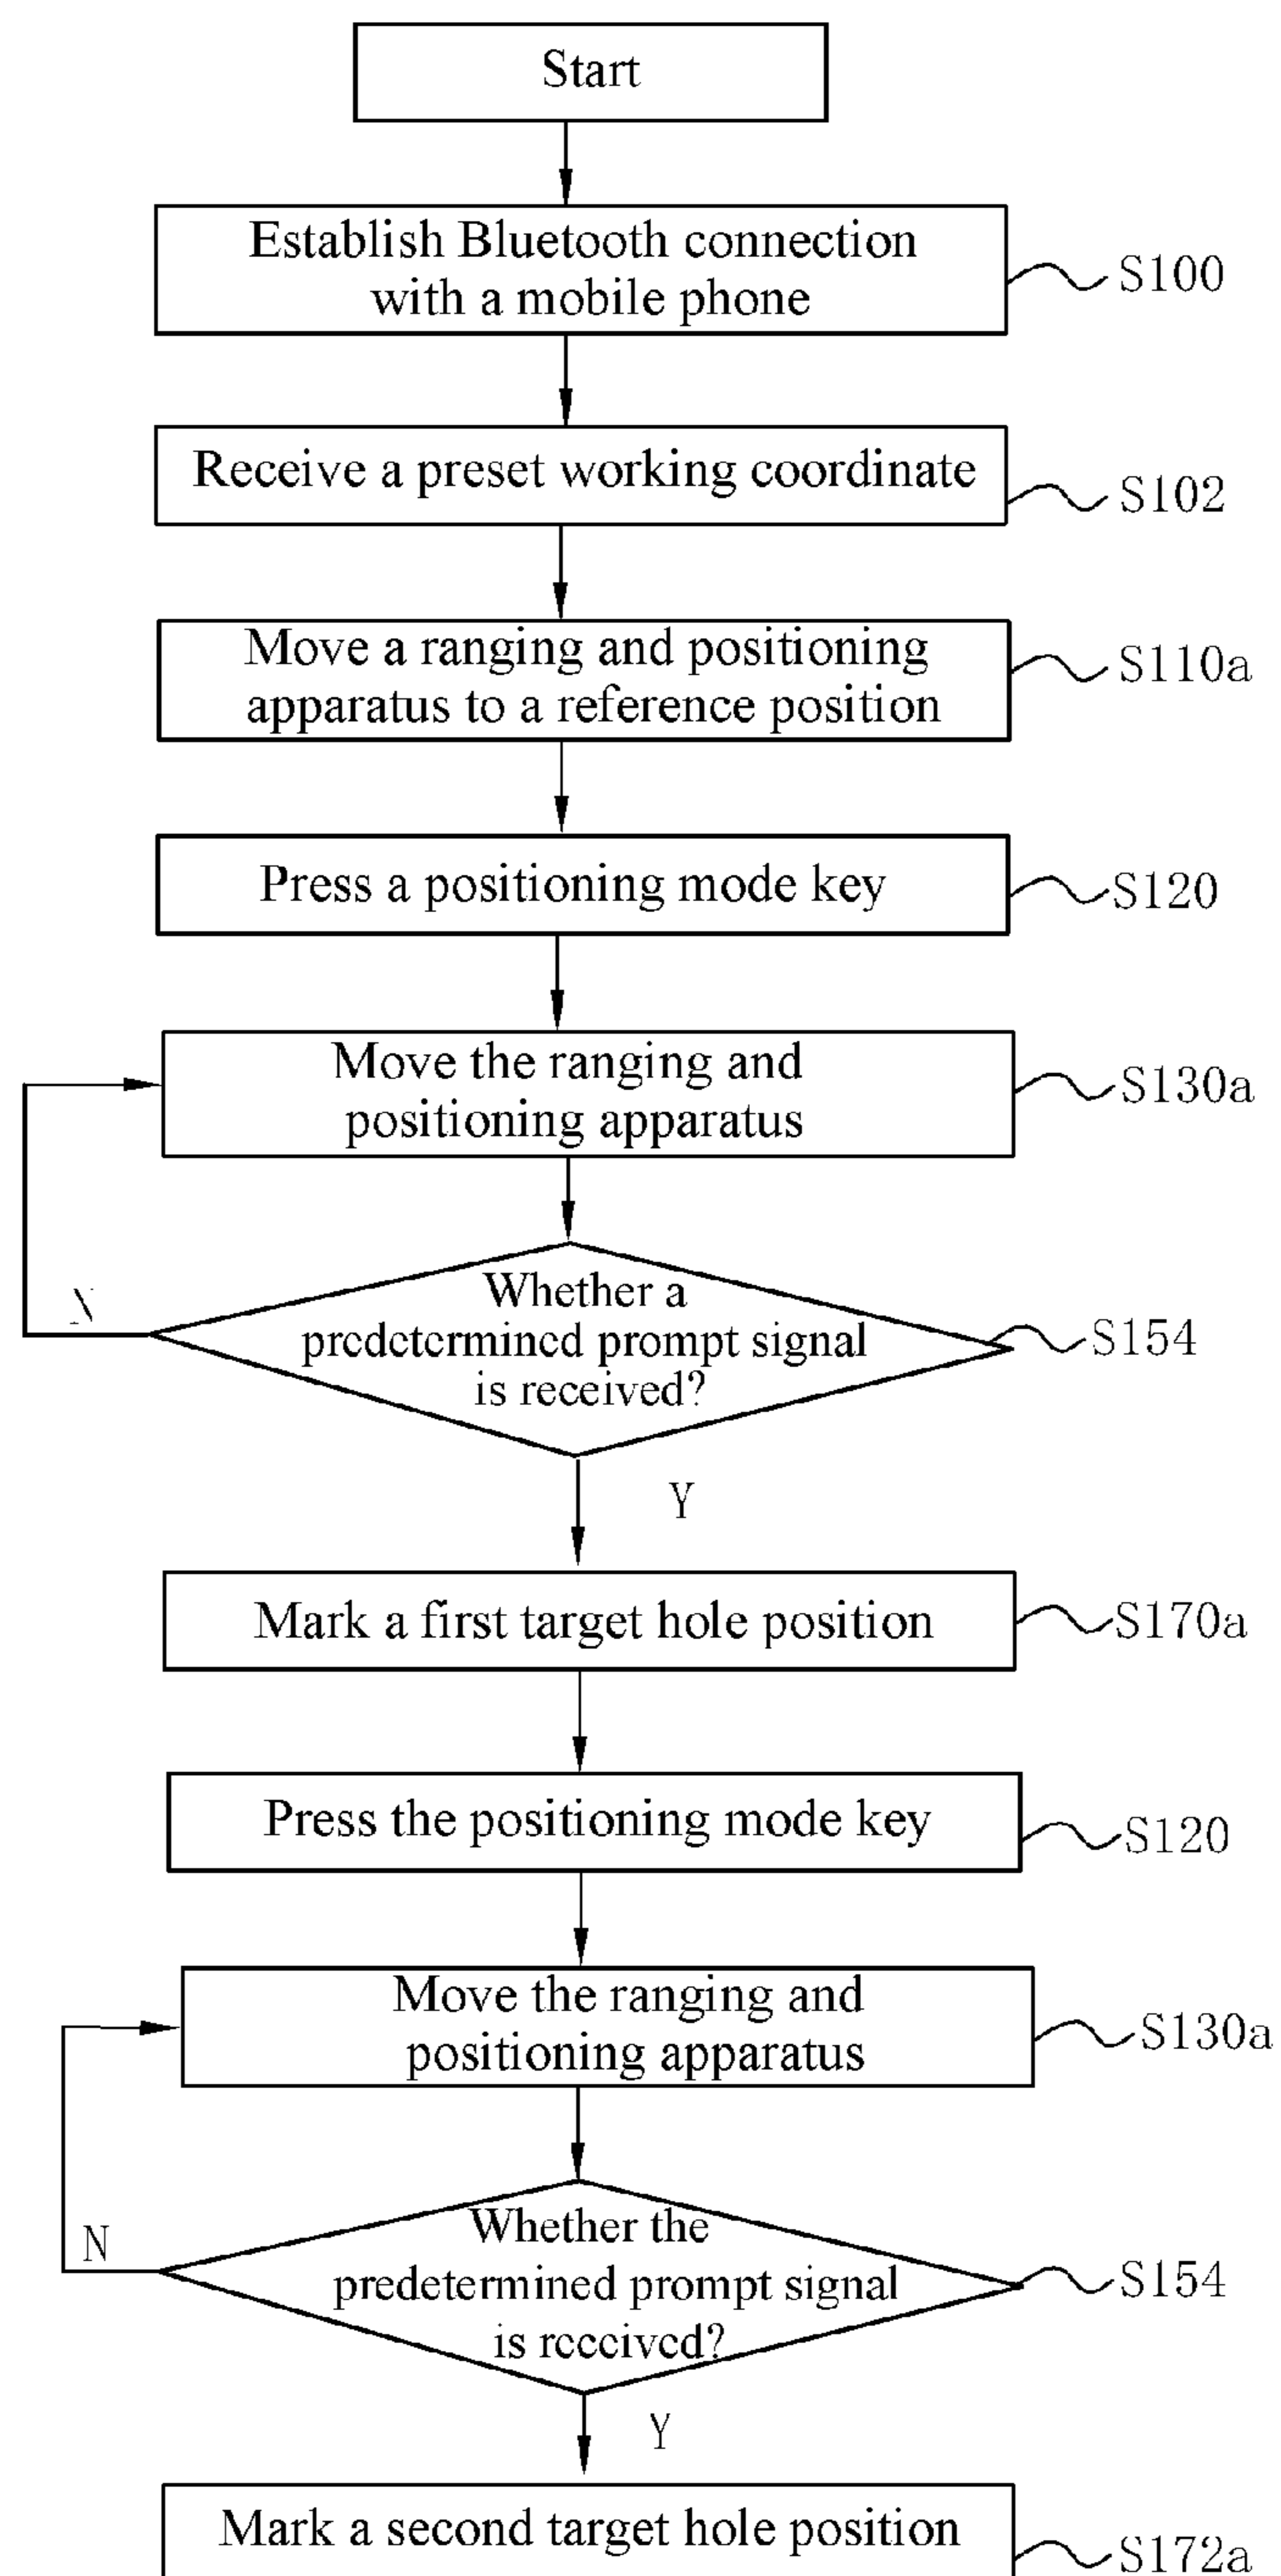 Start
Establish Bluetooth connection
with a mobile phone
S100
Receive a preset working coordinate
S102
Move a ranging and positioning
apparatus to a reference position
S110a
Press a positioning mode key
S120
Move the ranging and
positioning apparatus
S130a
Whether a
predetermined prompt signal
is received?
S154
N
Y
Mark a first target hole position
S170a
Press the positioning mode key
S120
Move the ranging and
positioning apparatus
S130a
Whether the
predetermined prompt signal
is received?
S154
N
Y
Mark a second target hole position
S172a